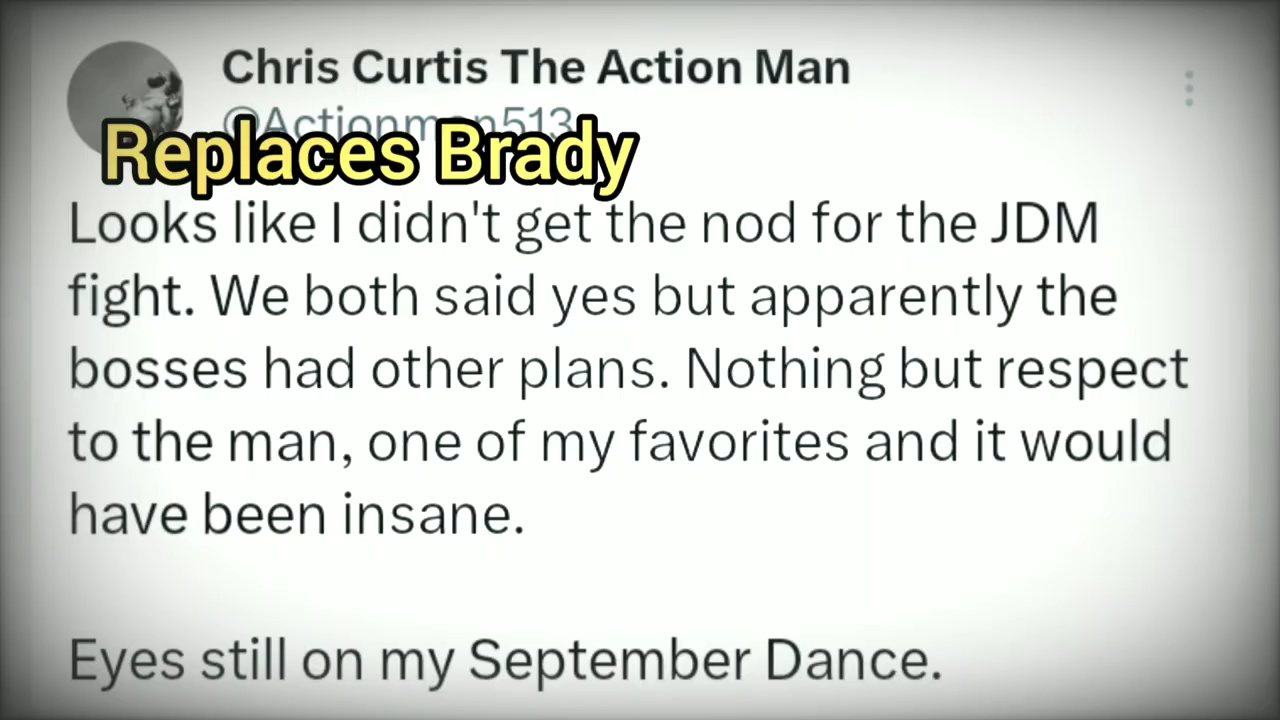 Chris Curtis The Action Man
@Actionman513
Replaces Brady
Looks like I didn't get the nod for the JDM
fight. We both said yes but apparently the
bosses had other plans. Nothing but respect
to the man, one of my favorites and it would
have been insane.
Eyes still on my September Dance.